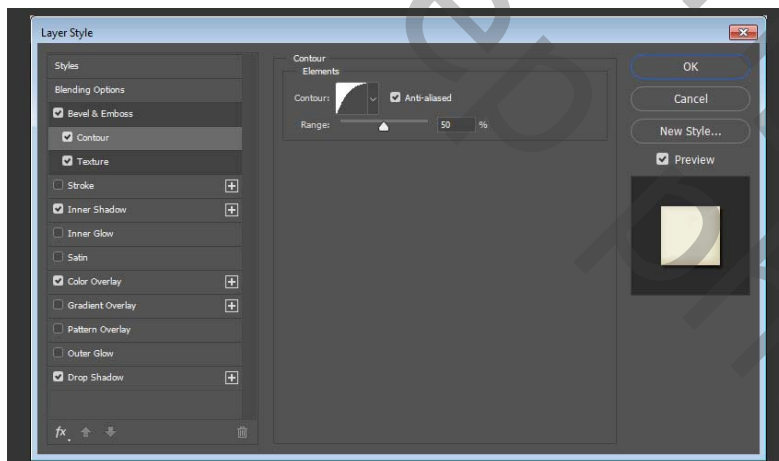 Layer Style
Styles
Blending Options
Bevel & Emboss
Contour
Texture
Stroke
Inner Shadow
Inner Glow
Satin
Color Overlay
Gradient Overlay
Pattern Overlay
Outer Glow
Drop Shadow
fx
Contour
Elements
Contour:
Anti-aliased
Range:
50
%
OK
Cancel
New Style...
Preview